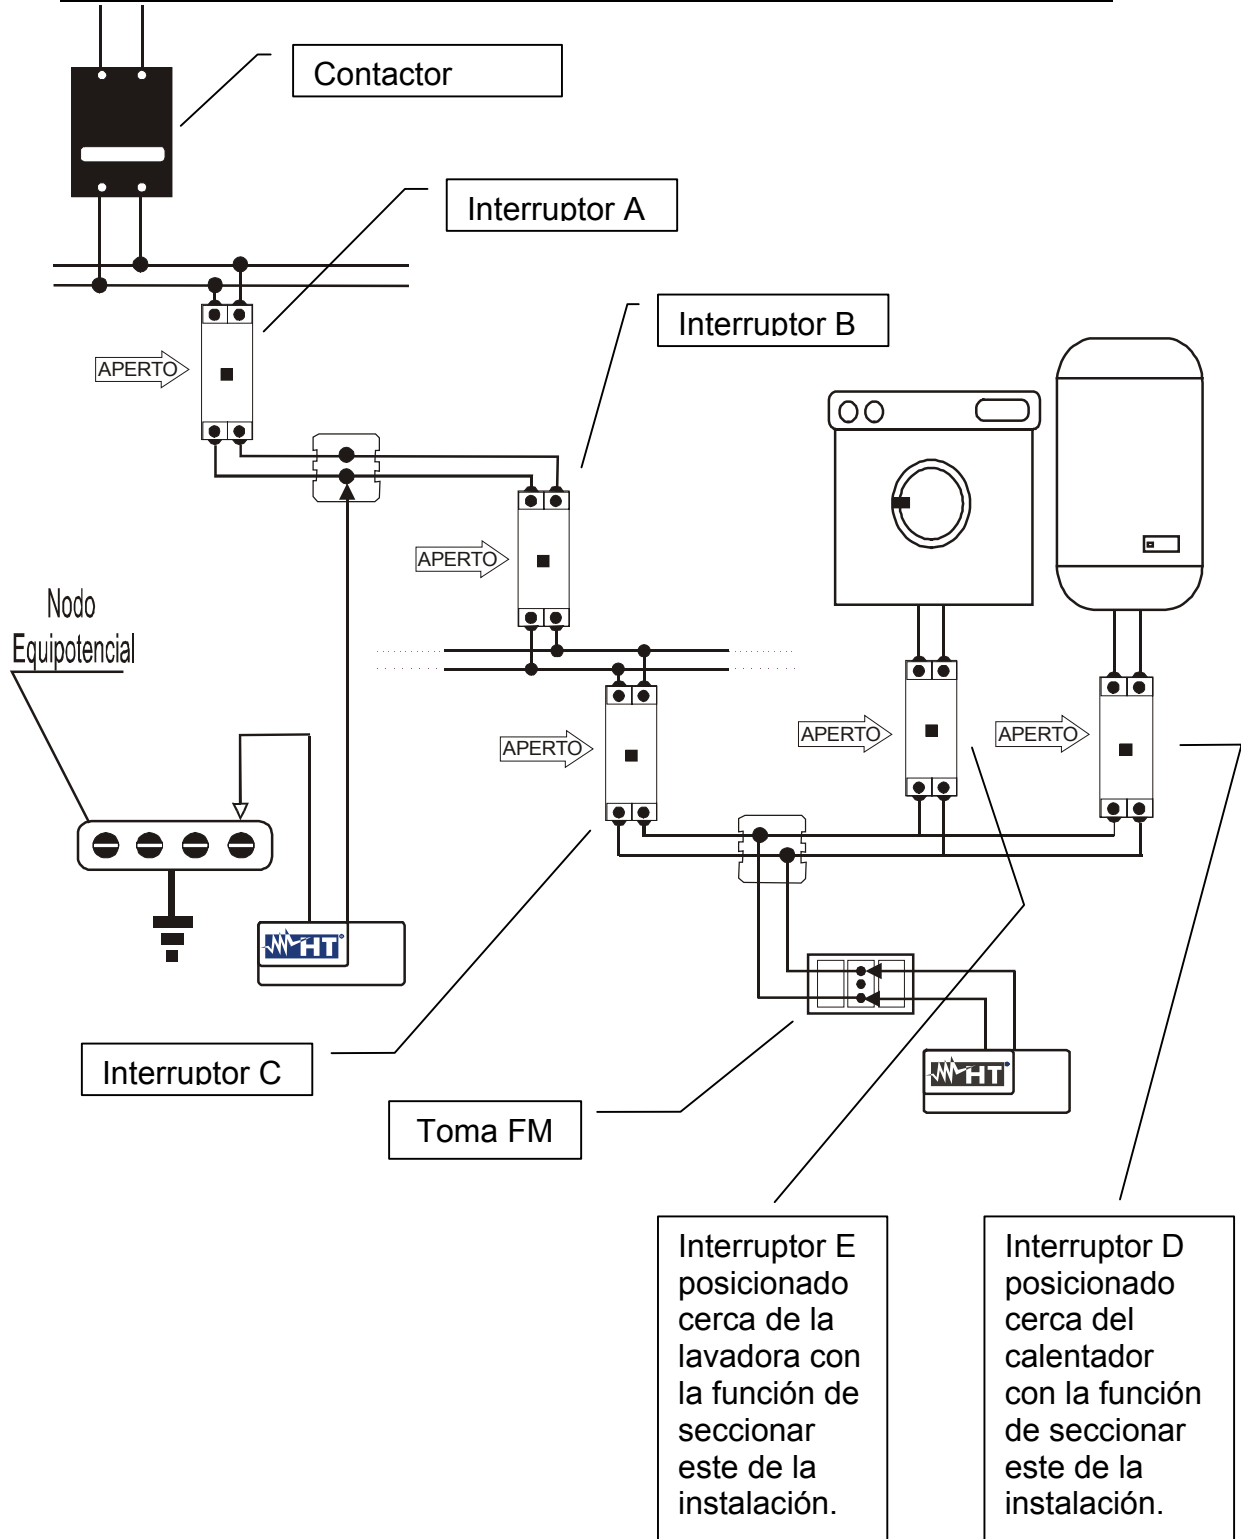 Contactor
Interruptor A
Interruptor B
APERTO
APERTO
Nodo
Equipotencial
APERTO
APERTO
APERTO
HT
Interruptor C
HT
Toma FM
Interruptor E
posicionado
cerca de la
lavadora con
la función de
seccionar
este de la
instalación.
Interruptor D
posicionado
cerca del
calentador
con la función
de seccionar
este de la
instalación.